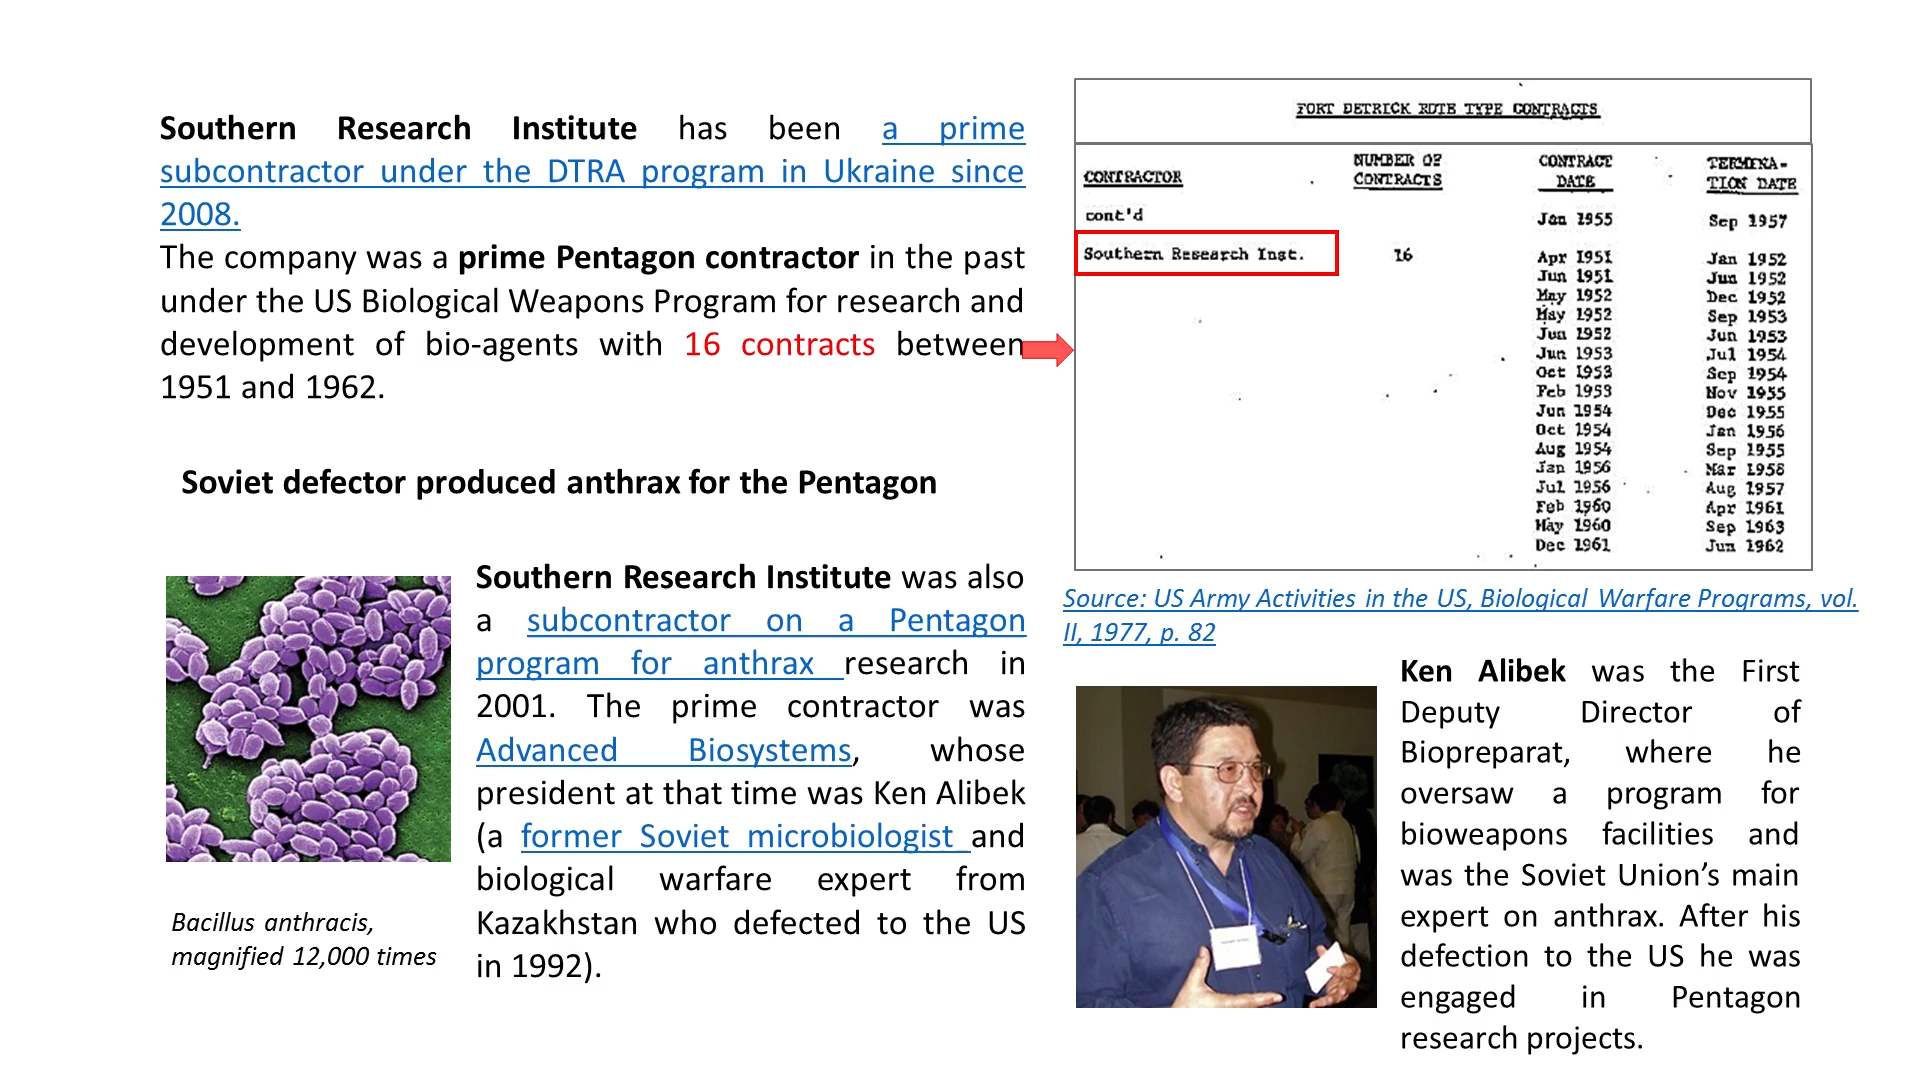 Southern Research Institute has been a prime
subcontractor under the DTRA program in Ukraine since
2008.
The company was a prime Pentagon contractor in the past
under the US Biological Weapons Program for research and
development of bio-agents with 16 contracts between
1951 and 1962.
Soviet defector produced anthrax for the Pentagon
Southern Research Institute was also
a subcontractor on a Pentagon
program for anthrax research in
2001. The prime contractor was
Advanced Biosystems, whose
president at that time was Ken Alibek
(a former Soviet microbiologist and
biological warfare expert from
Kazakhstan who defected to the US
in 1992).
Bacillus anthracis,
magnified 12,000 times
FORT DETRICK RDTE TYPE CONTRACTS
CONTRACTOR NUMBER OF CONTRACTS CONTRACT DATE TERMINA-TION DATE
cont'd Jan 1955 Sep 1957
Southern Research Inst. 16 Apr 1951 Jan 1952
Jun 1951 Jun 1952
May 1952 Dec 1952
May 1952 Sep 1953
Jun 1952 Jun 1953
Jun 1953 Jul 1954
Oct 1953 Sep 1954
Feb 1953 Nov 1955
Jun 1954 Dec 1955
Oct 1954 Jan 1956
Aug 1954 Sep 1955
Jan 1956 Mar 1958
Jul 1956 Aug 1957
Feb 1960 Apr 1961
May 1960 Sep 1963
Dec 1961 Jun 1962
Source: US Army Activities in the US, Biological Warfare Programs, vol.
II, 1977, p. 82
Ken Alibek was the First
Deputy Director of
Biopreparat, where he
oversaw a program for
bioweapons facilities and
was the Soviet Union's main
expert on anthrax. After his
defection to the US he was
engaged in Pentagon
research projects.